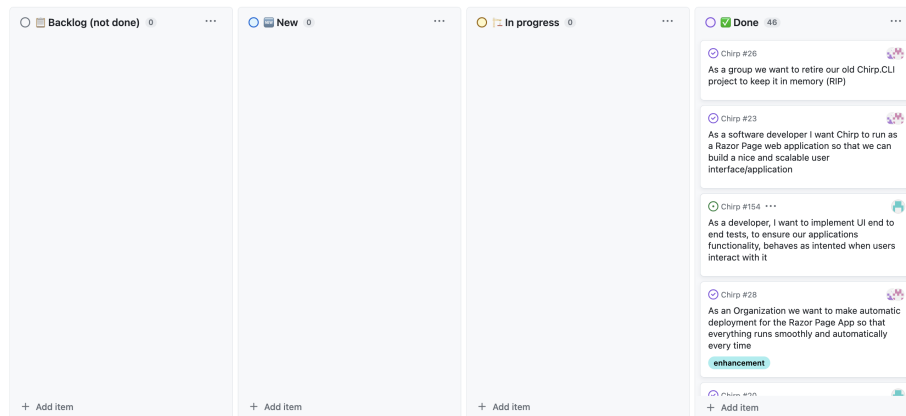 Backlog (not done) 0
New 0
In progress 0
Done 46
Chirp #26
As a group we want to retire our old Chirp.CLI
project to keep it in memory (RIP)
Chirp #23
As a software developer I want Chirp to run as
a Razor Page web application so that we can
build a nice and scalable user
interface/application
Chirp #154
As a developer, I want to implement UI end to
end tests, to ensure our applications
functionality, behaves as intented when users
interact with it
Chirp #28
As an Organization we want to make automatic
deployment for the Razor Page App so that
everything runs smoothly and automatically
every time
enhancement
+ Add item
+ Add item
+ Add item
+ Add item